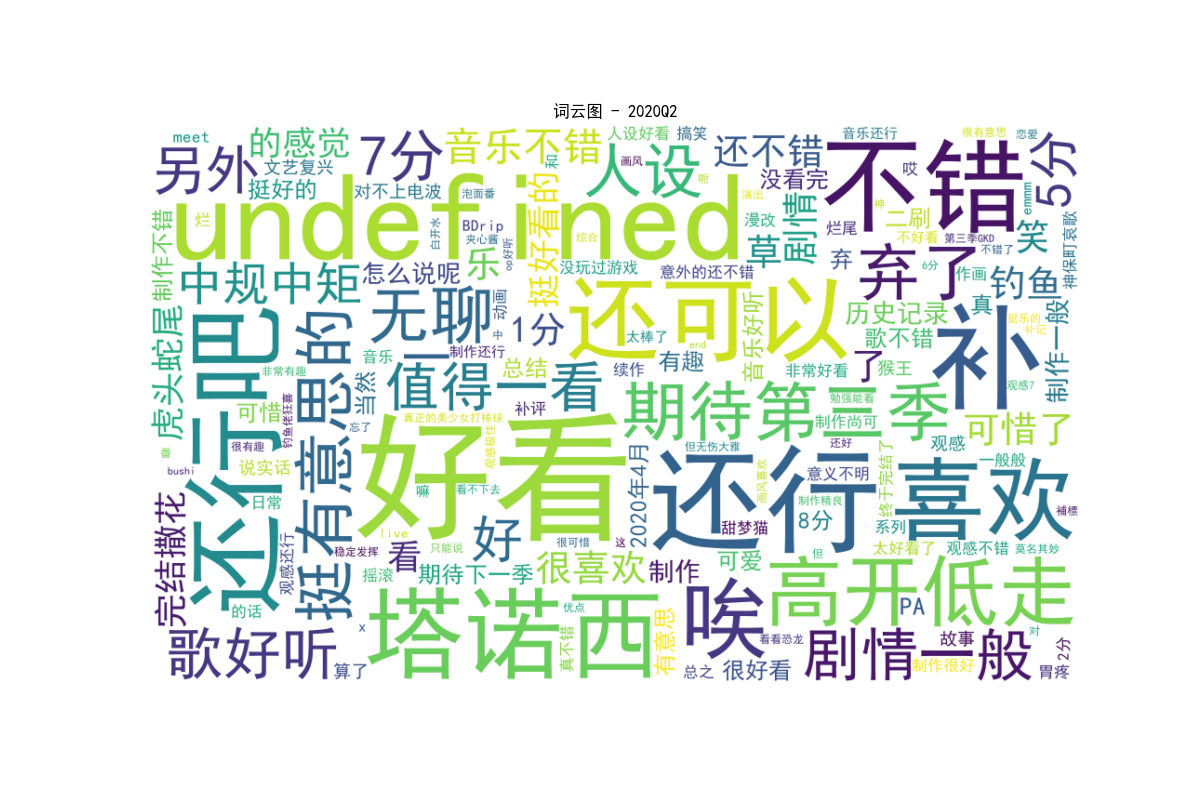 词云图 - 2020Q2
meet
的感觉
7分
音乐不错
和
人设好看
搞笑
音乐还行
很有意思
恋爱
另外
文艺复兴
画风
人设
还不错
不错
哎
5分
挺好的
对不上电波
泡面番
挺好看的
演出
没看完
神
emmm
undefined
综合
漫改
剧情
二刷
笑
烂
制作不错
白开水
BDrip
夹心酱
op好听
草
烂尾
不好看
第三季GKD
不错了
神保町哀歌
中规中矩
怎么说呢
乐
没玩过游戏
意外的还不错
弃
弃了
6分
作画
真
钓鱼
还行吧
挺有意思的
无聊
动画
1分
还可以
音乐好听
历史记录
歌不错
挺乐的
补记
制作一般
虎头蛇尾
中
太棒了
end
补
音乐
制作还行
总结
续作
有趣
非常好看
了
猴王
非常有趣
当然
值得一看
期待第三季
勉强能看
观感7
可惜
钓鱼佬狂喜
补评
真正的美少女打棒球
制作尚可
可惜了
忘了
好看
观感极佳
但无伤大雅
还好
观感
很有趣
说实话
2020年4月
还行
画风喜欢
意义不明
终于完结了
一般般
喜欢
bushi
嘛
看不下去
日常
制作精良
補標
完结撒花
live
好
甜梦猫
8分
系列
观感还行
稳定发挥
看
只能说
很可惜
这
太好看了
观感不错
莫名其妙
摇滚
期待下一季
很喜欢
制作
可爱
但
高开低走
的话
塔诺西
优点
唉
PA
x
有意思
看看恐龙
剧情一般
故事
对
歌好听
算了
真不错
总之
很好看
制作很好
胃疼
2分